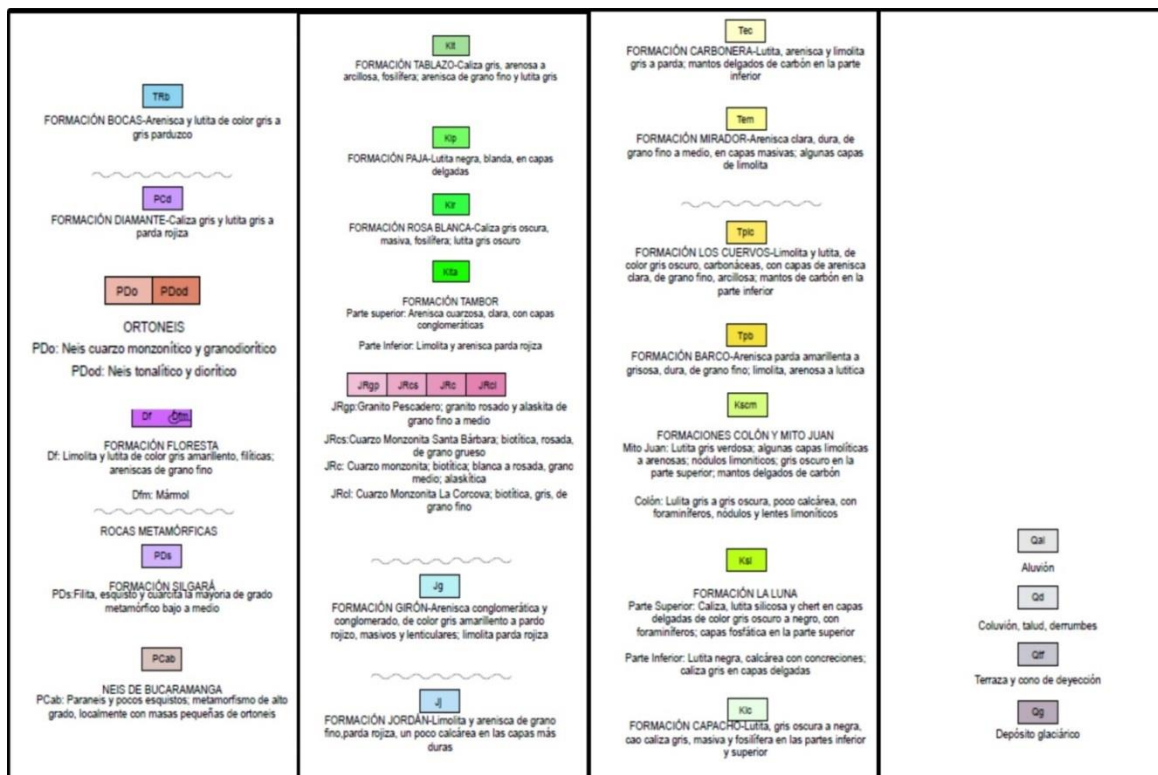 TRb
FORMACIÓN BOCAS-Arenisca y lutita de color gris a
gris parduzco
PCd
FORMACIÓN DIAMANTE-Caliza gris y lutita gris a
parda rojiza
PDo PDod
ORTONEIS
PDo: Neis cuarzo monzonítico y granodiorítico
PDod: Neis tonalítico y diorítico
Df Dfm
FORMACIÓN FLORESTA
Df: Limolita y lutita de color gris amarillento, filíticas;
areniscas de grano fino
Dfm: Mármol
ROCAS METAMÓRFICAS
PDs
FORMACIÓN SILGARÁ
PDs:Filita, esquisto y cuarcita la mayoria de grado
metamórfico bajo a medio
PCab
NEIS DE BUCARAMANGA
PCab: Paraneis y pocos esquistos; metamorfismo de alto
grado, localmente con masas pequeñas de ortoneis
Kit
FORMACIÓN TABLAZO-Caliza gris, arenosa a
arcillosa, fosilífera; arenisca de grano fino y lutita gris
Kip
FORMACIÓN PAJA-Lutita negra, blanda, en capas
delgadas
Kir
FORMACIÓN ROSA BLANCA-Caliza gris oscura,
masiva, fosilífera; lutita gris oscuro
Kita
FORMACIÓN TAMBOR
Parte superior: Arenisca cuarzosa, clara, con capas
conglomeráticas
Parte Inferior: Limolita y arenisca parda rojiza
JRgp JRcs JRc JRcl
JRgp:Granito Pescadero; granito rosado y alaskita de
grano fino a medio
JRcs:Cuarzo Monzonita Santa Bárbara; biotítica, rosada,
de grano grueso
JRc: Cuarzo monzonita; biotítica; blanca a rosada, grano
medio; alaskítica
JRcl: Cuarzo Monzonita La Corcova; biotítica, gris, de
grano fino
Jg
FORMACIÓN GIRÓN-Arenisca conglomerática y
conglomerado, de color gris amarillento a pardo
rojizo, masivos y lenticulares; limolita parda rojiza
Jj
FORMACIÓN JORDÁN-Limolita y arenisca de grano
fino,parda rojiza, un poco calcárea en las capas más
duras
Tec
FORMACIÓN CARBONERA-Lutita, arenisca y limolita
gris a parda; mantos delgados de carbón en la parte
inferior
Tem
FORMACIÓN MIRADOR-Arenisca clara, dura, de
grano fino a medio, en capas masivas; algunas capas
de limolita
Tplc
FORMACIÓN LOS CUERVOS-Limolita y lutita, de
color gris oscuro, carbonáceas, con capas de arenisca
clara, de grano fino, arcillosa; mantos de carbón en la
parte inferior
Tpb
FORMACIÓN BARCO-Arenisca parda amarillenta a
grisosa, dura, de grano fino; limolita, arenosa a lutitica
Kscm
FORMACIONES COLÓN Y MITO JUAN
Mito Juan: Lutita gris verdosa; algunas capas limolíticas
a arenosas; nódulos limoniticos; gris oscuro en la
parte superior; mantos delgados de carbón
Colón: Lulita gris a gris oscura, poco calcárea, con
foraminíferos, nódulos y lentes limoníticos
Ksl
FORMACIÓN LA LUNA
Parte Superior: Caliza, lutita silicosa y chert en capas
delgadas de color gris oscuro a negro, con
foraminíferos; capas fosfática en la parte superior
Parte Inferior: Lutita negra, calcárea con concreciones;
caliza gris en capas delgadas
Kic
FORMACIÓN CAPACHO-Lutita, gris oscura a negra,
cao caliza gris, masiva y fosilífera en las partes inferior
y superior
Qal
Aluvión
Qd
Coluvión, talud, derrumbes
Qtf
Terraza y cono de deyección
Qg
Depósito glaciárico